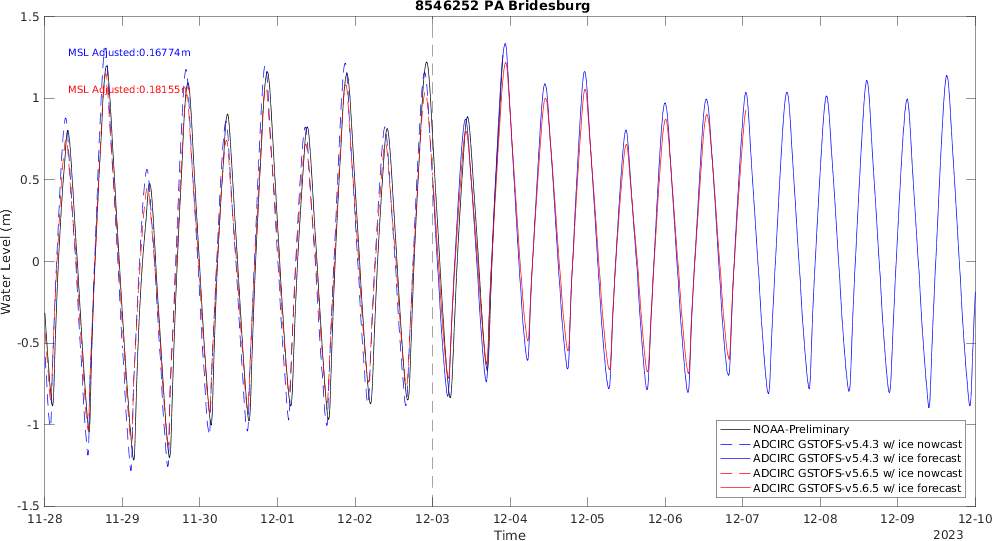 8546252 PA Bridesburg
1.5
1
0.5
0
-0.5
-1
-1.5
Water Level (m)
MSL Adjusted:0.16774m
MSL Adjusted:0.18155m
NOAA-Preliminary
ADCIRC GSTOFS-v5.4.3 w/ ice nowcast
ADCIRC GSTOFS-v5.4.3 w/ ice forecast
ADCIRC GSTOFS-v5.6.5 w/ ice nowcast
ADCIRC GSTOFS-v5.6.5 w/ ice forecast
11-28 11-29 11-30 12-01 12-02 12-03 12-04 12-05 12-06 12-07 12-08 12-09 12-10
Time
2023